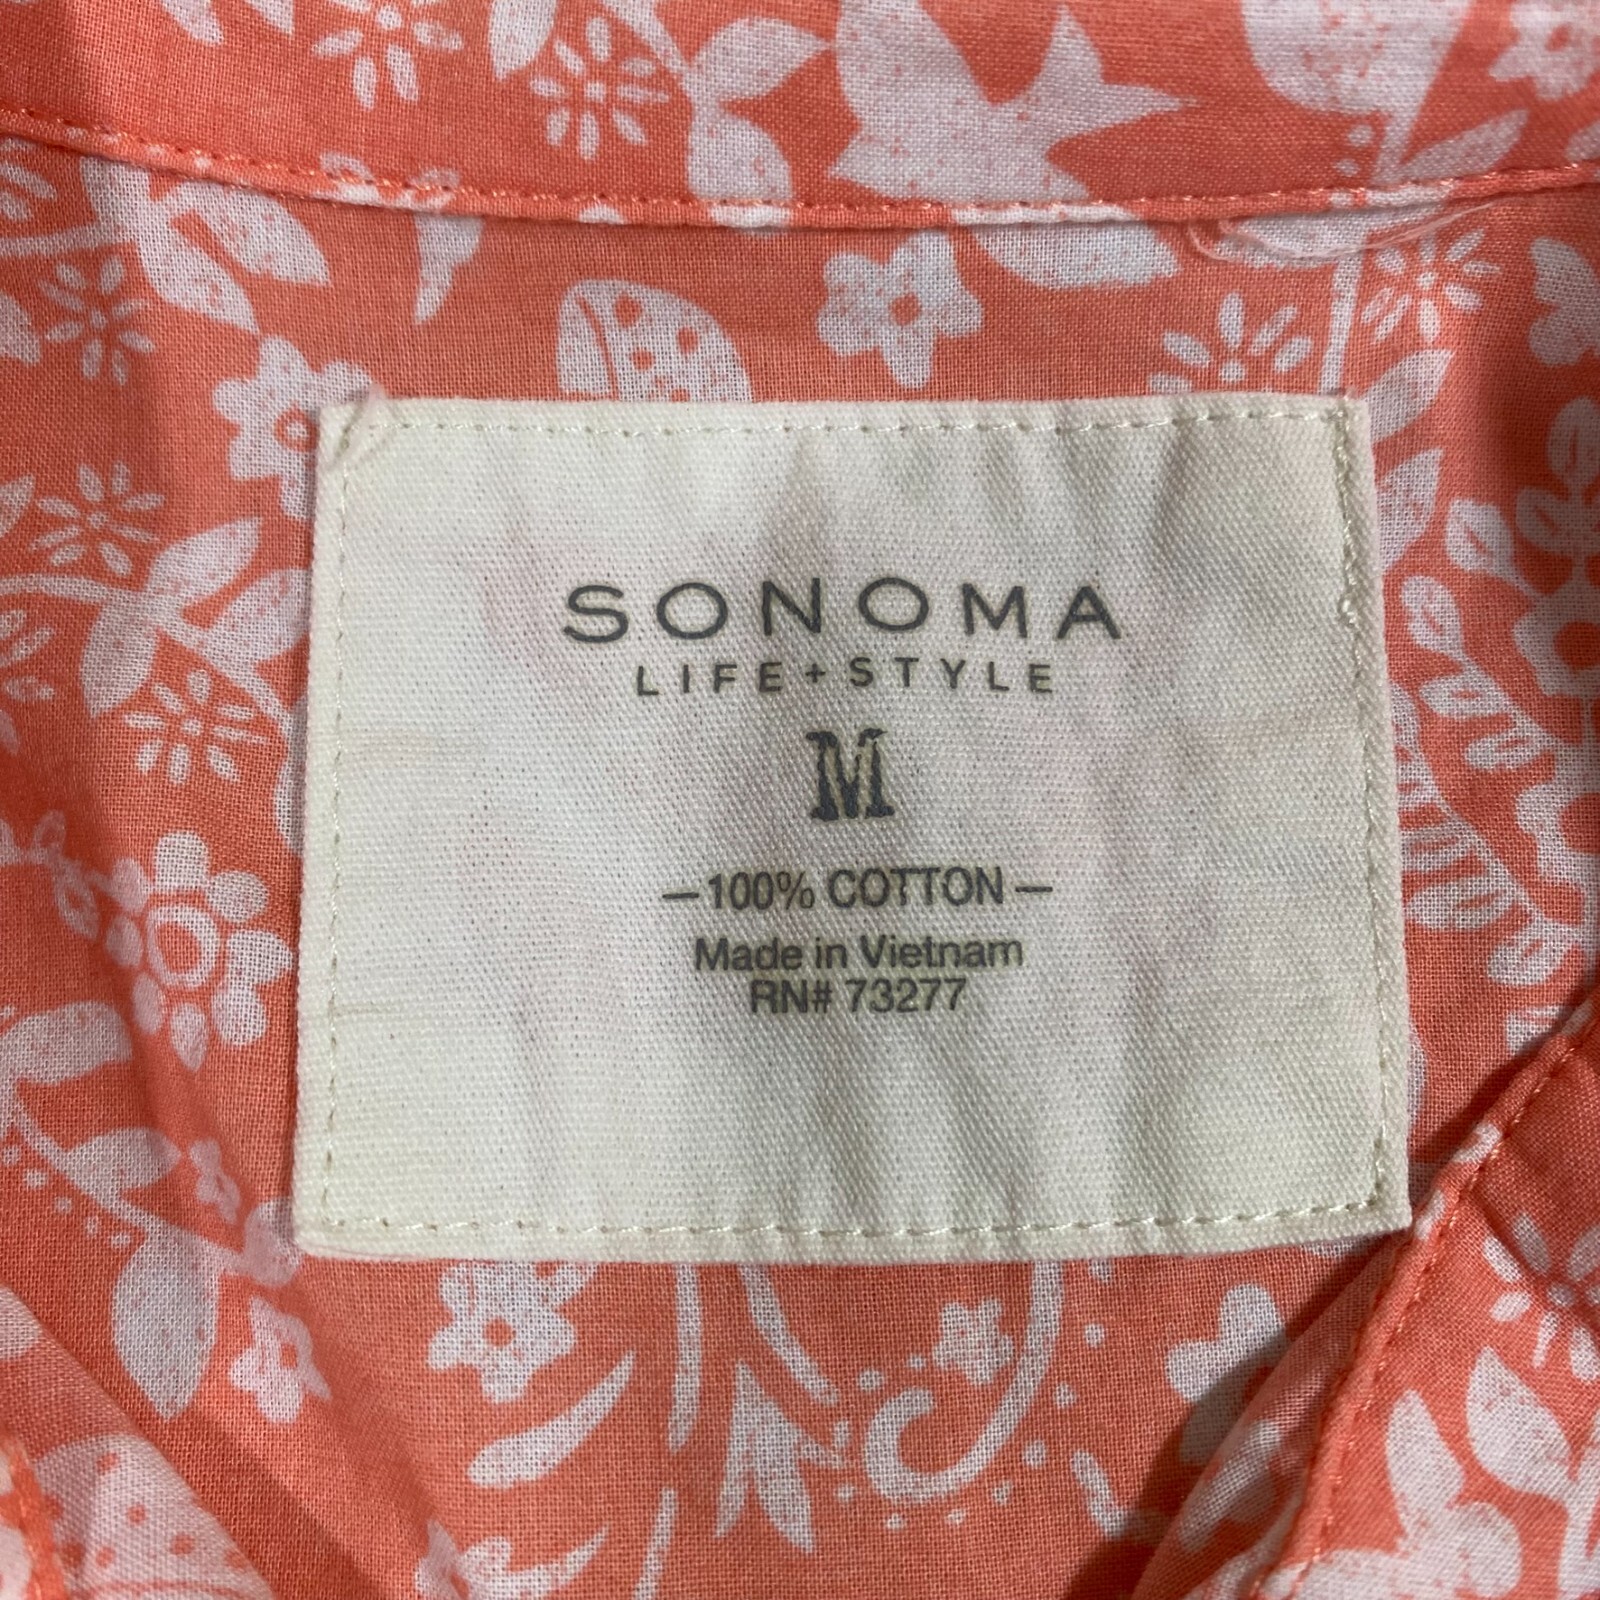 SONOMA
LIFE+STYLE
M
—100% COTTON—
Made in Vietnam
RN# 73277